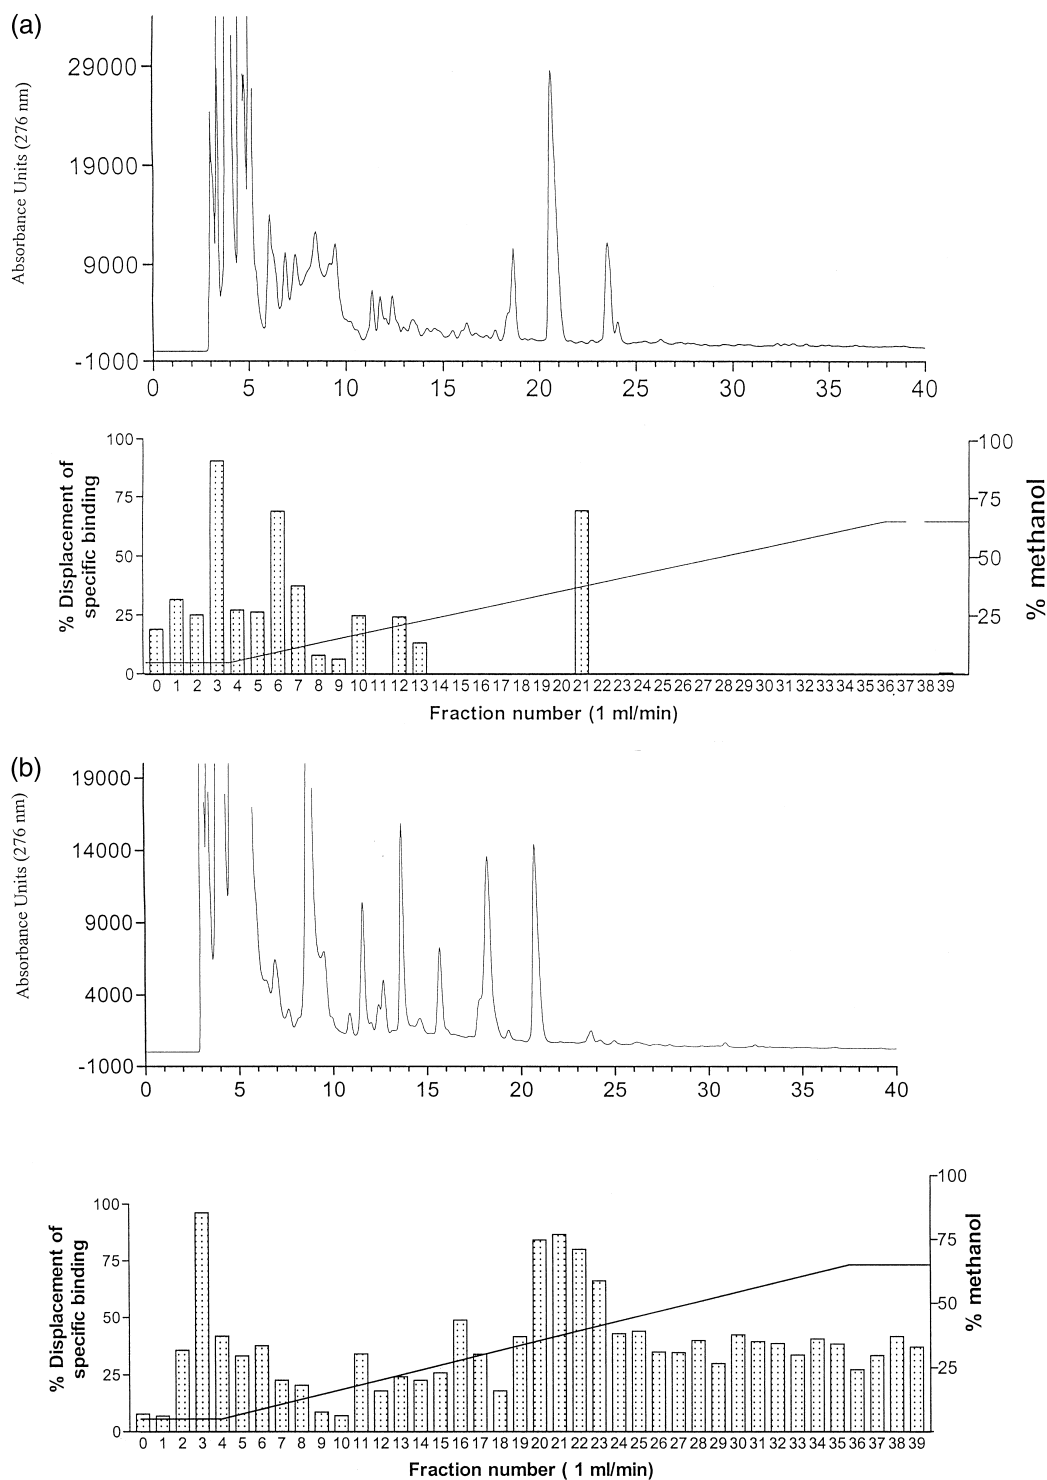 (a)
Absorbance Units (276 nm)
29000
19000
9000
-1000
0 5 10 15 20 25 30 35 40
% Displacement of
specific binding
100
75
50
25
0
100
75
50
25
% methanol
0 1 2 3 4 5 6 7 8 9 10 11 12 13 14 15 16 17 18 19 20 21 22 23 24 25 26 27 28 29 30 31 32 33 34 35 36 37 38 39
Fraction number (1 ml/min)
(b)
Absorbance Units (276 nm)
19000
14000
9000
4000
-1000
0 5 10 15 20 25 30 35 40
% Displacement of
specific binding
100
75
50
25
0
100
75
50
25
% methanol
0 1 2 3 4 5 6 7 8 9 10 11 12 13 14 15 16 17 18 19 20 21 22 23 24 25 26 27 28 29 30 31 32 33 34 35 36 37 38 39
Fraction number ( 1 ml/min)